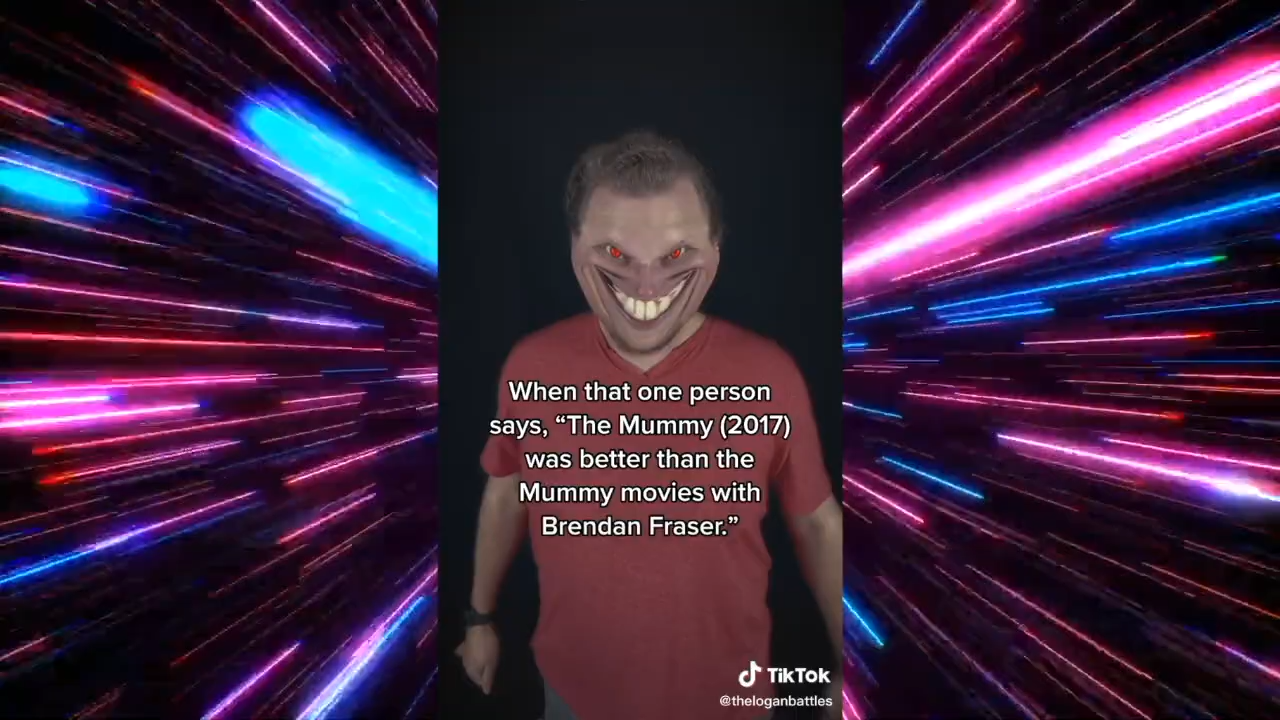 When that one person
says, “The Mummy (2017)
was better than the
Mummy movies with
Brendan Fraser.”
TikTok
@theloganbattles